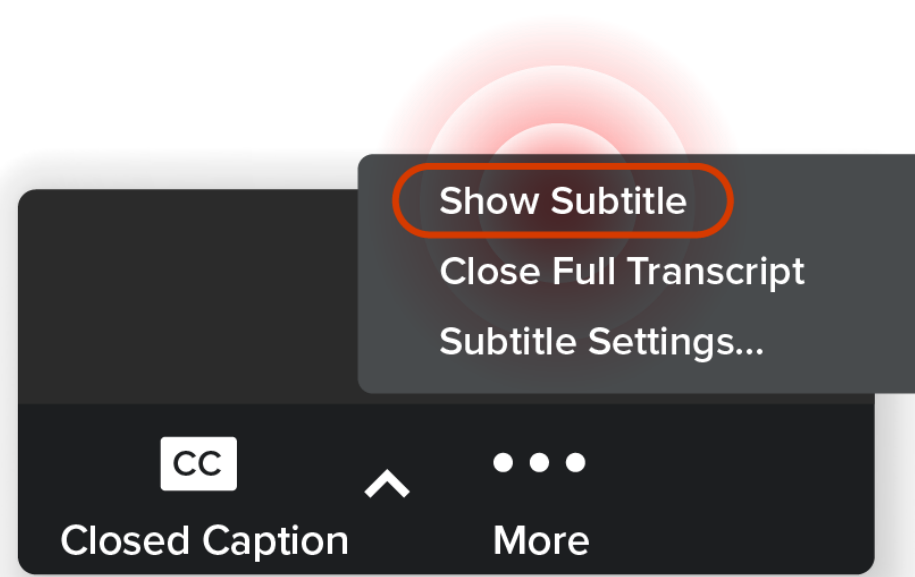 Show Subtitle
Close Full Transcript
Subtitle Settings...
CC
Closed Caption
More